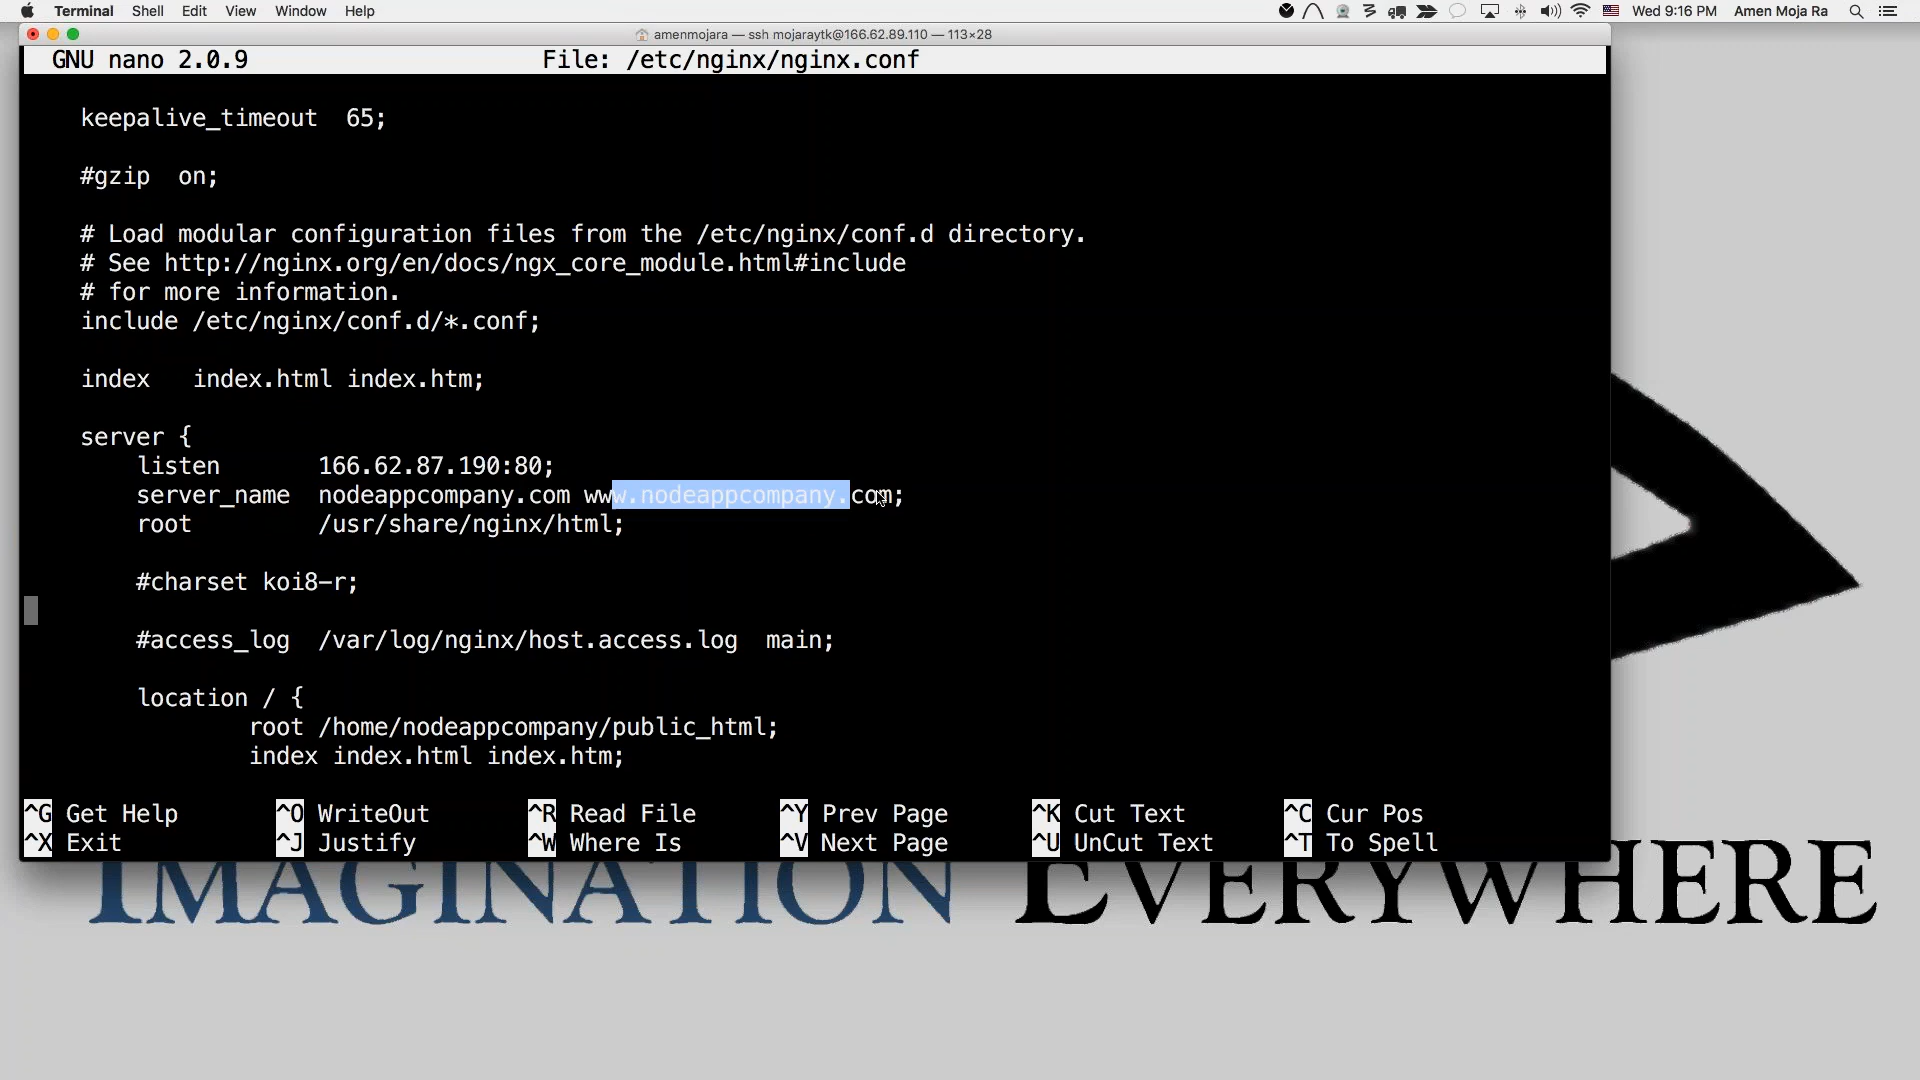 Terminal Shell Edit View Window Help Wed 9:16 PM Amen Moja Ra
amenmojara — ssh mojaraytk@166.62.89.110 — 113×28
GNU nano 2.0.9 File: /etc/nginx/nginx.conf
keepalive_timeout 65;
#gzip on;
# Load modular configuration files from the /etc/nginx/conf.d directory.
# See http://nginx.org/en/docs/ngx_core_module.html#include
# for more information.
include /etc/nginx/conf.d/*.conf;
index index.html index.htm;
server {
listen 166.62.87.190:80;
server_name nodeappcompany.com www.nodeappcompany.com;
root /usr/share/nginx/html;
#charset koi8-r;
#access_log /var/log/nginx/host.access.log main;
location / {
root /home/nodeappcompany/public_html;
index index.html index.htm;
^G Get Help ^O WriteOut ^R Read File ^Y Prev Page ^K Cut Text ^C Cur Pos
^X Exit ^J Justify ^W Where Is ^V Next Page ^U UnCut Text ^T To Spell
IMAGINATION EVERYWHERE